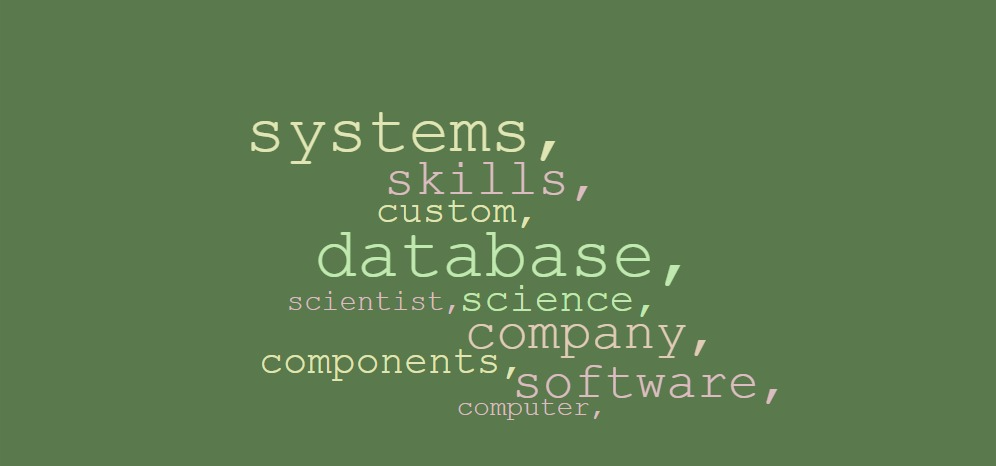 systems,
skills,
custom,
database,
scientist, science,
company,
components,
software,
computer,